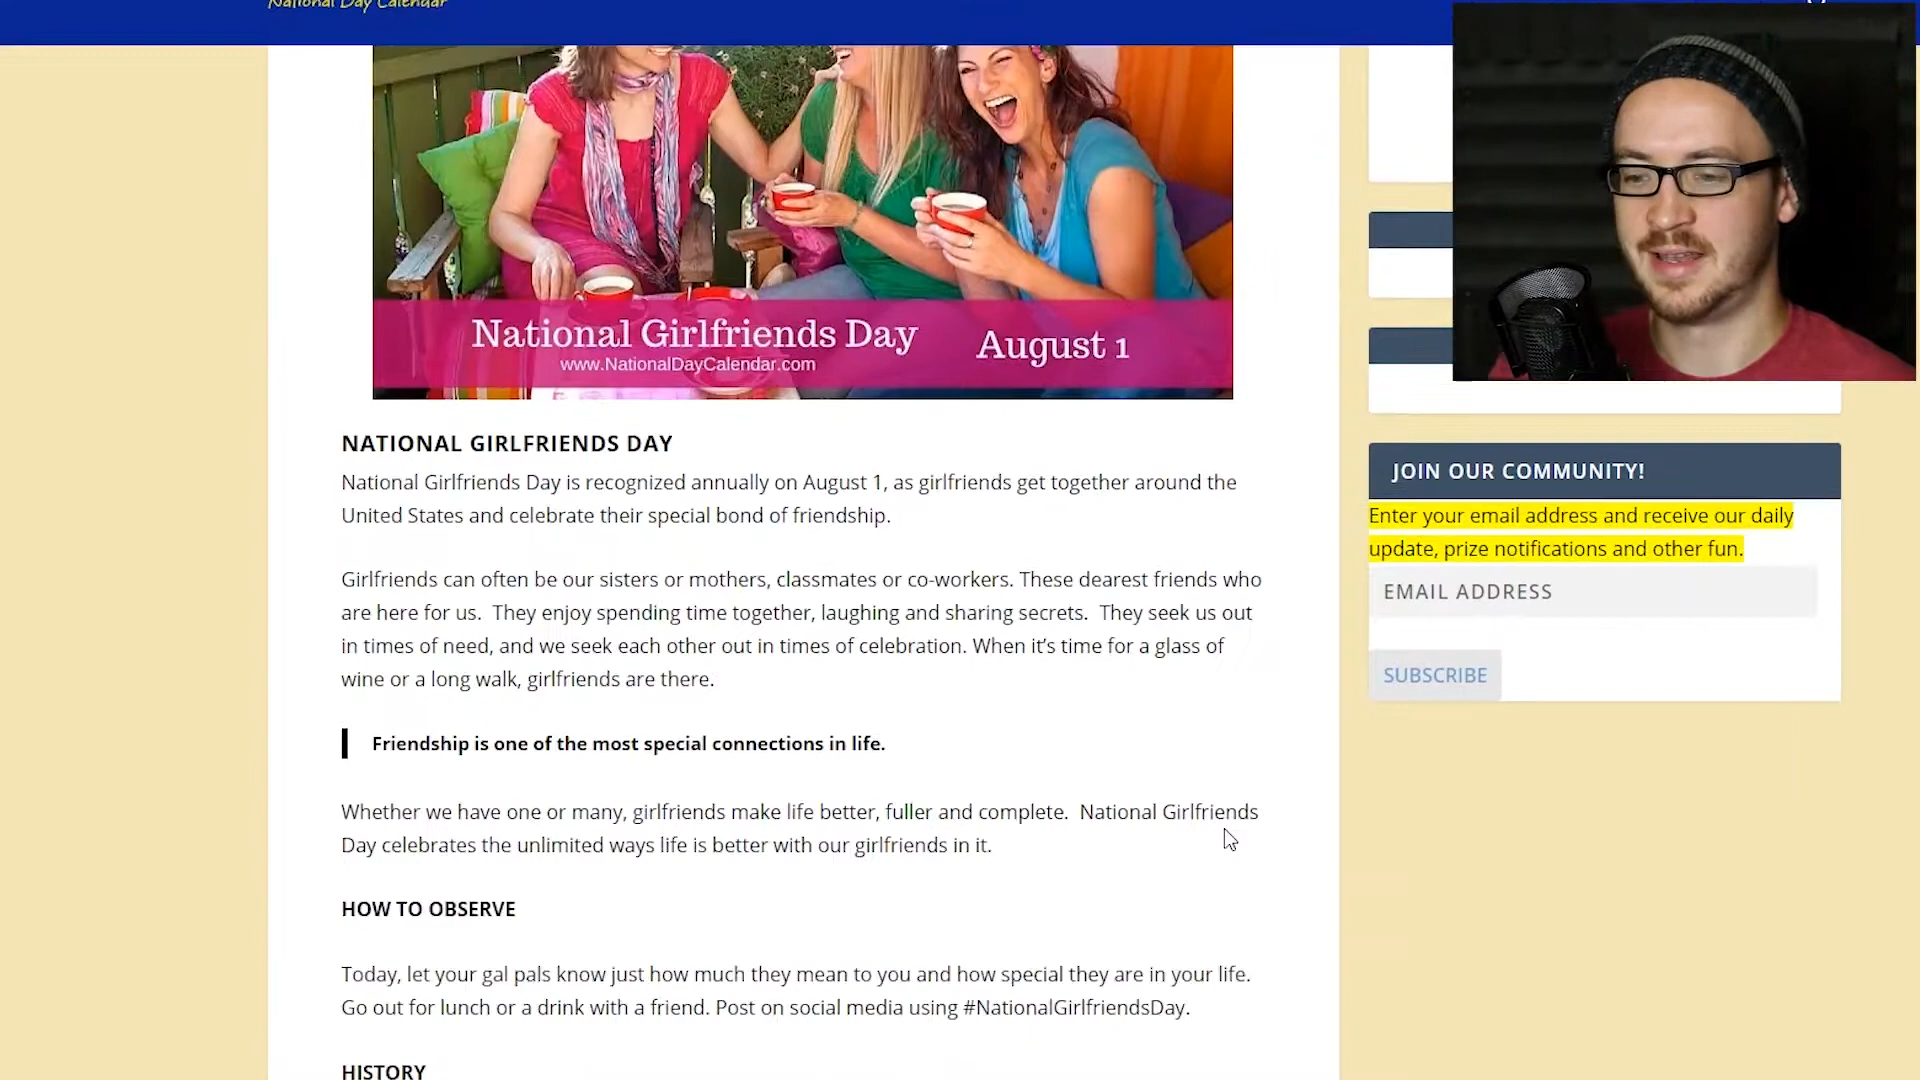 National Day Calendar
National Girlfriends Day
August 1
www.NationalDayCalendar.com
NATIONAL GIRLFRIENDS DAY
National Girlfriends Day is recognized annually on August 1, as girlfriends get together around the
United States and celebrate their special bond of friendship.
Girlfriends can often be our sisters or mothers, classmates or co-workers. These dearest friends who
are here for us.  They enjoy spending time together, laughing and sharing secrets.  They seek us out
in times of need, and we seek each other out in times of celebration. When it’s time for a glass of
wine or a long walk, girlfriends are there.
Friendship is one of the most special connections in life.
Whether we have one or many, girlfriends make life better, fuller and complete.  National Girlfriends
Day celebrates the unlimited ways life is better with our girlfriends in it.
HOW TO OBSERVE
Today, let your gal pals know just how much they mean to you and how special they are in your life.
Go out for lunch or a drink with a friend. Post on social media using #NationalGirlfriendsDay.
HISTORY
JOIN OUR COMMUNITY!
Enter your email address and receive our daily
update, prize notifications and other fun.
EMAIL ADDRESS
SUBSCRIBE